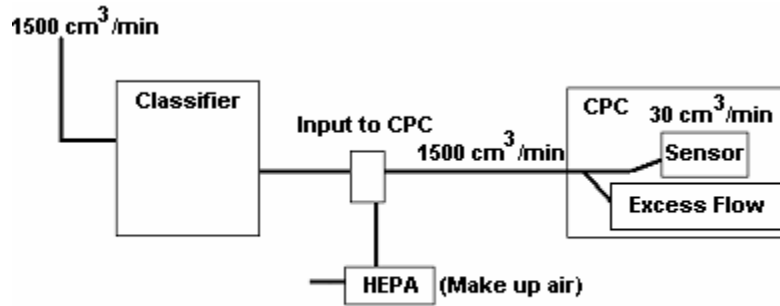 1500 cm³/min
Classifier
Input to CPC
1500 cm³/min
CPC
30 cm³/min
Sensor
Excess Flow
HEPA (Make up air)